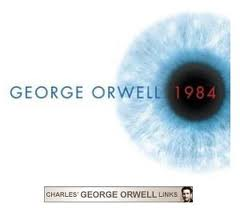 GEORGE ORWELL 1984
CHARLES' GEORGE ORWELL LINKS